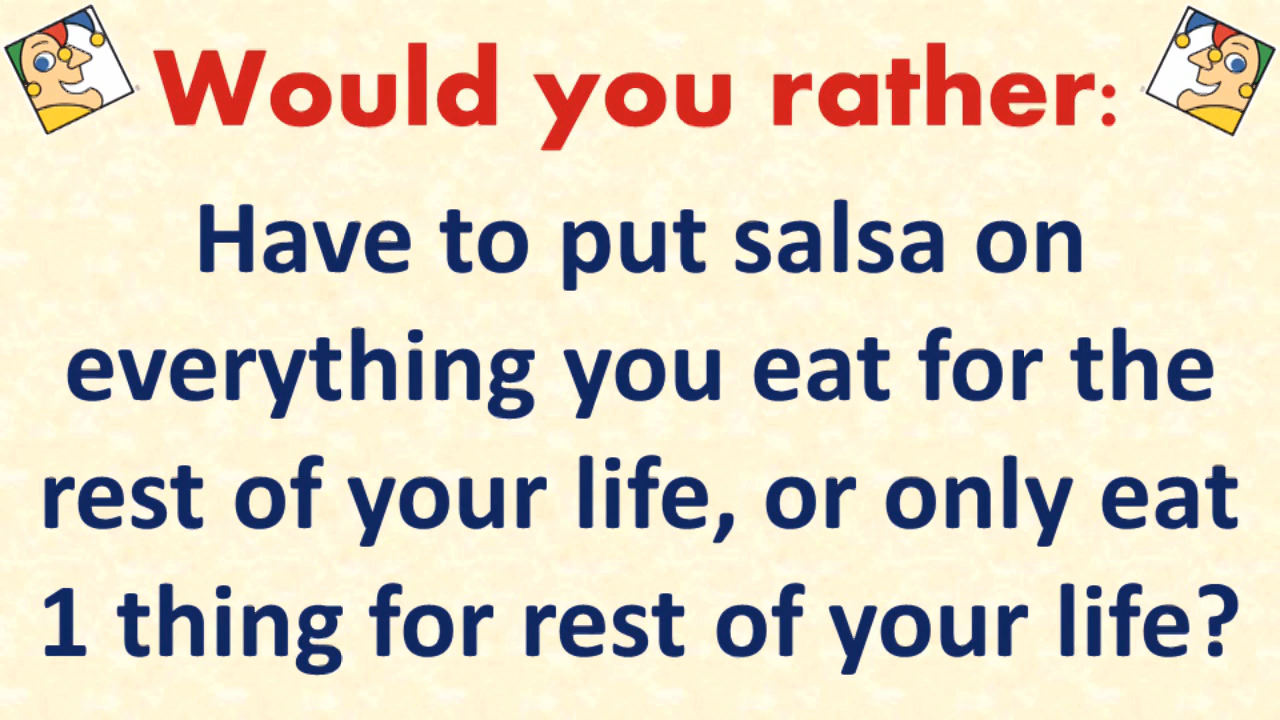 Would you rather:
Have to put salsa on
everything you eat for the
rest of your life, or only eat
1 thing for rest of your life?